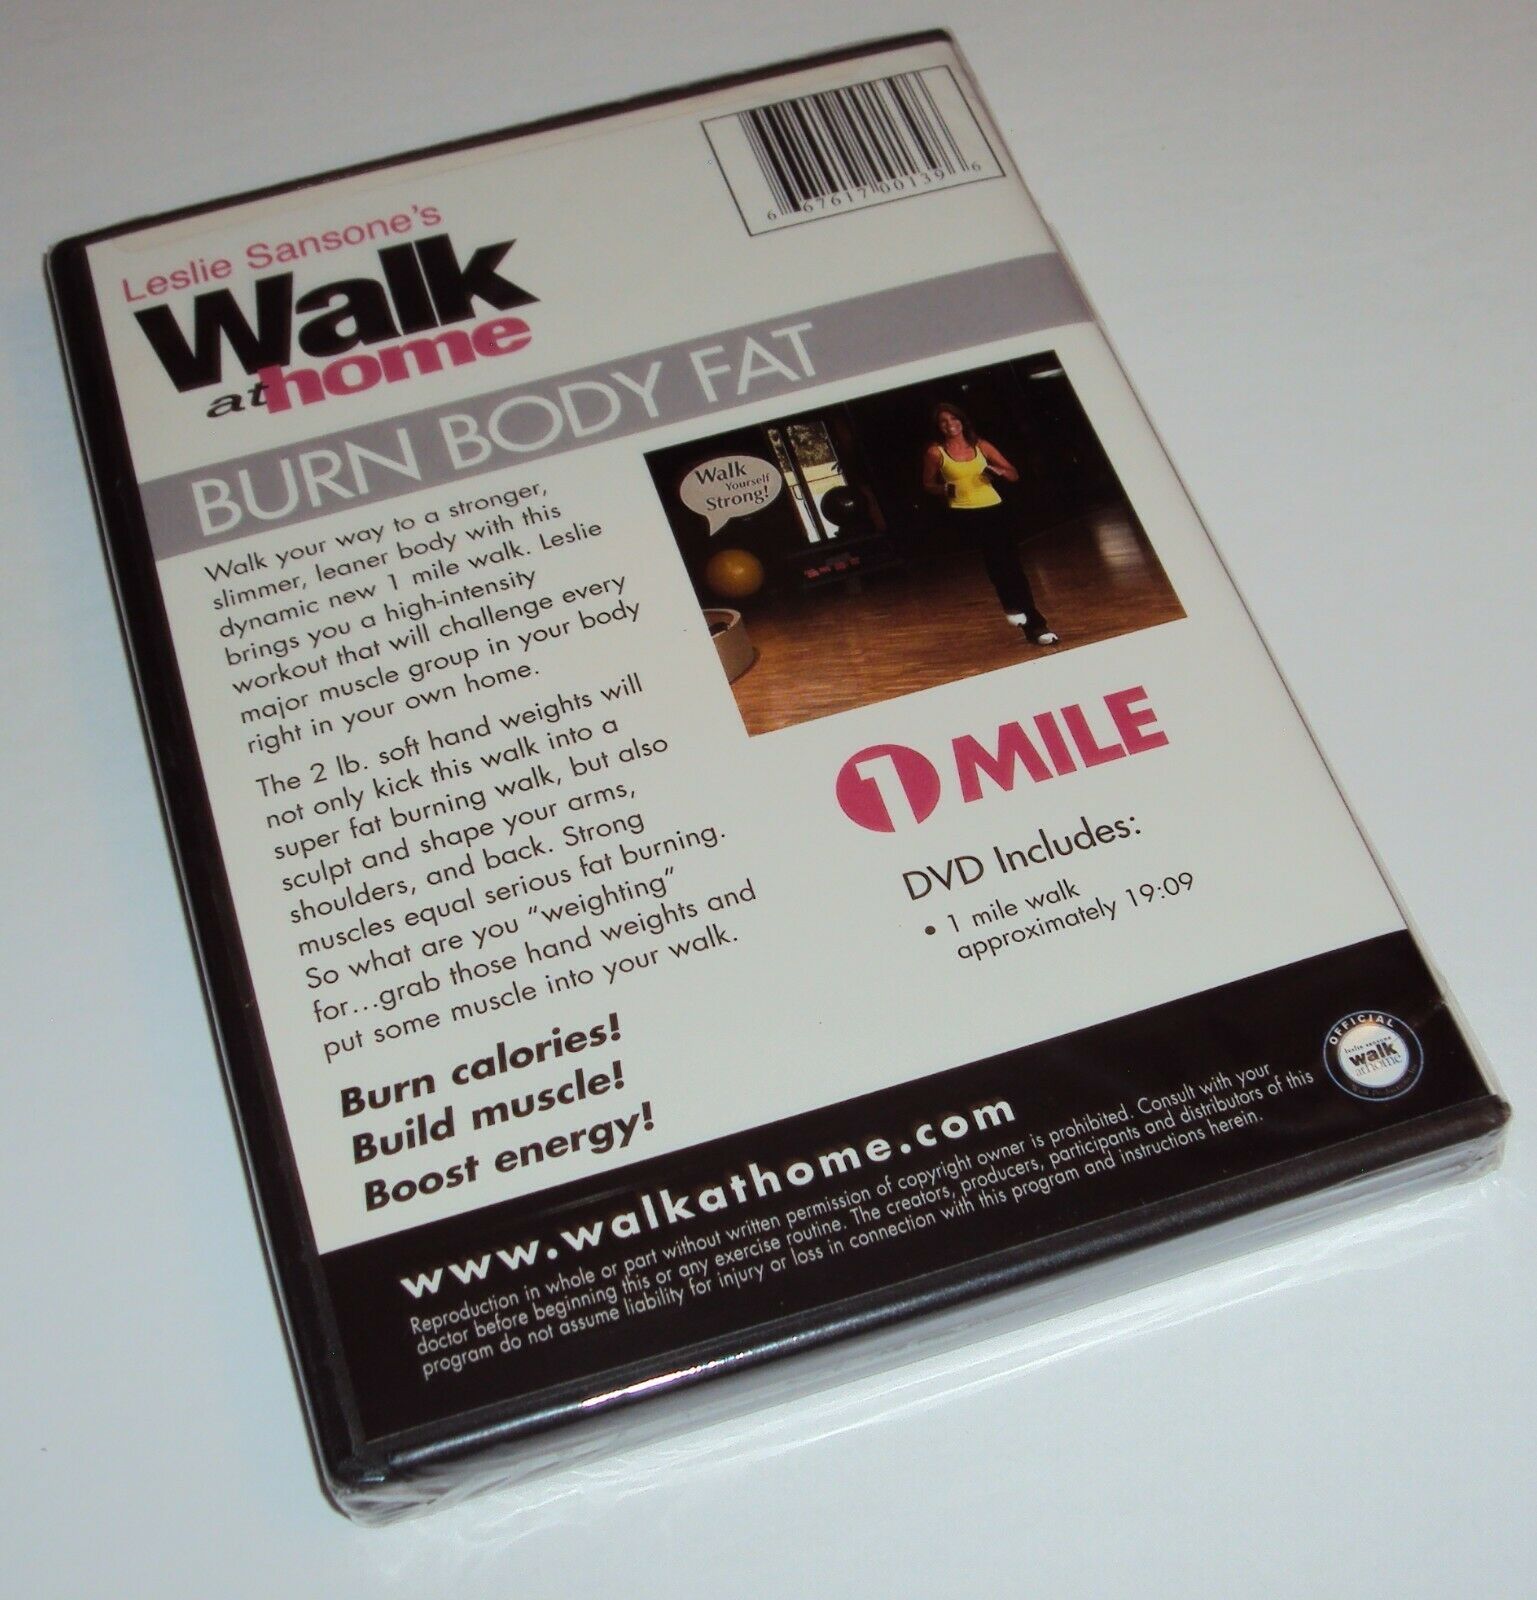 6 67617 00139 6
Leslie Sansone's
Walk
at home
BURN BODY FAT
Walk your way to a stronger,
slimmer, leaner body with this
dynamic new 1 mile walk. Leslie
brings you a high-intensity
workout that will challenge every
major muscle group in your body
right in your own home.
The 2 lb. soft hand weights will
not only kick this walk into a
super fat burning walk, but also
sculpt and shape your arms,
shoulders, and back. Strong
muscles equal serious fat burning.
So what are you "weighting"
for...grab those hand weights and
put some muscle into your walk.
Burn calories!
Build muscle!
Boost energy!
Walk
Yourself
Strong!
1 MILE
DVD Includes:
• 1 mile walk
approximately 19:09
OFFICIAL
leslie sansone
walk
at home
www.walkathome.com
Reproduction in whole or part without written permission of copyright owner is prohibited. Consult with your
doctor before beginning this or any exercise routine. The creators, producers, participants and distributors of this
program do not assume liability for injury or loss in connection with this program and instructions herein.